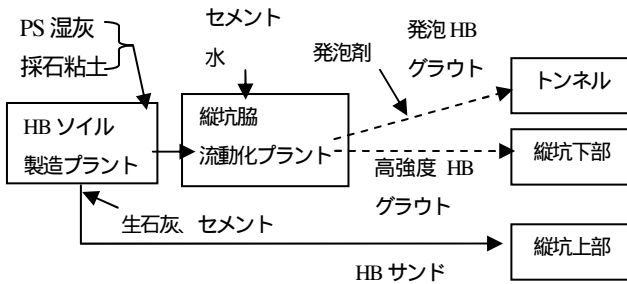 PS 湿灰
採石粘土
セメント
水
発泡剤
発泡 HB
グラウト
トンネル
HB ソイル
製造プラント
縦坑脇
流動化プラント
高強度 HB
グラウト
縦坑下部
生石灰、セメント
HB サンド
縦坑上部